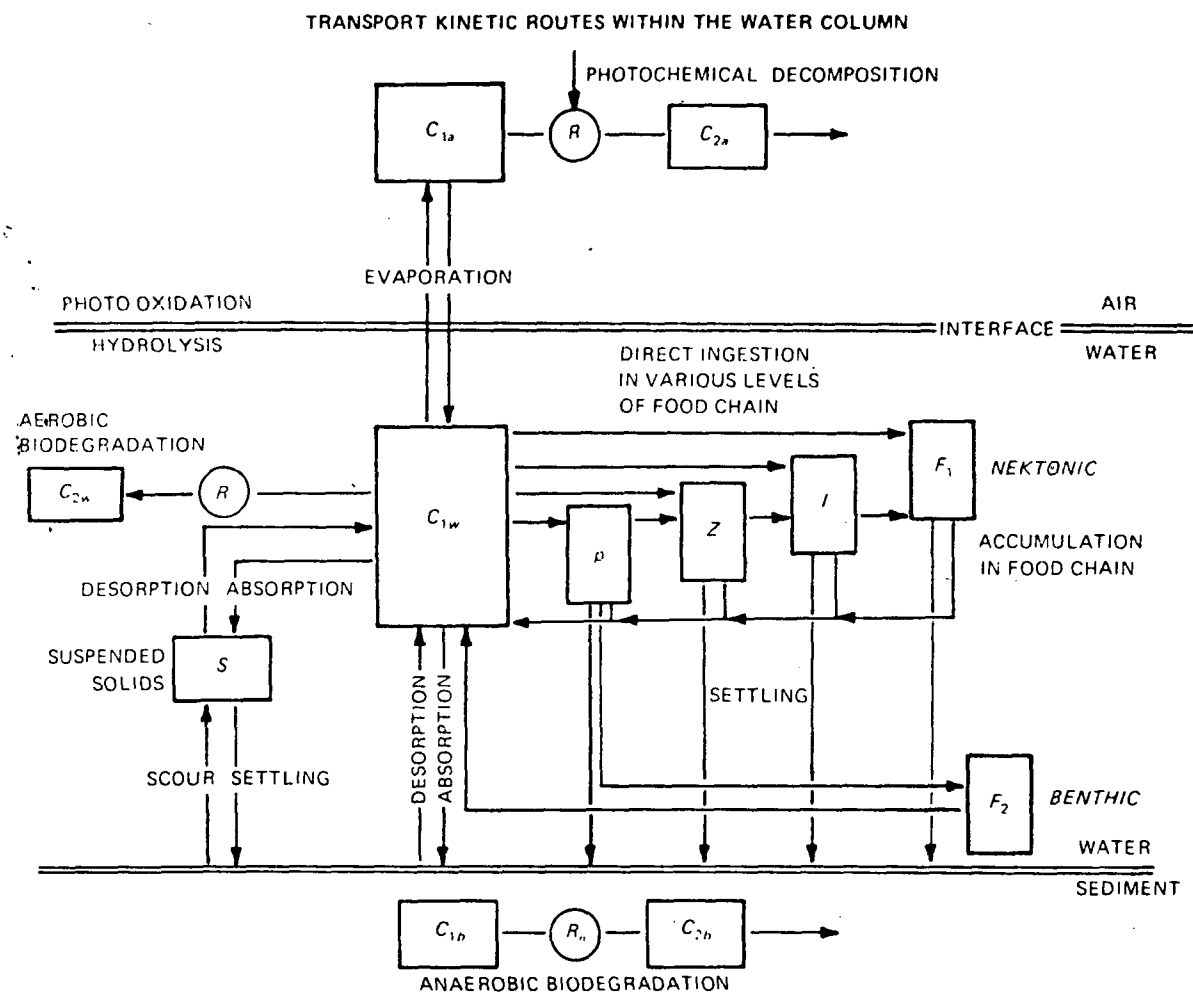 TRANSPORT KINETIC ROUTES WITHIN THE WATER COLUMN
PHOTOCHEMICAL DECOMPOSITION
C1a
R
C2a
EVAPORATION
PHOTO OXIDATION
AIR
INTERFACE
HYDROLYSIS
WATER
DIRECT INGESTION
IN VARIOUS LEVELS
OF FOOD CHAIN
AEROBIC
BIODEGRADATION
C2w
R
C1w
P
Z
I
F1
NEKTONIC
ACCUMULATION
IN FOOD CHAIN
DESORPTION
ABSORPTION
SUSPENDED
SOLIDS
S
DESORPTION
ABSORPTION
SETTLING
SCOUR
SETTLING
F2
BENTHIC
WATER
SEDIMENT
C1b
Rn
C2b
ANAEROBIC BIODEGRADATION